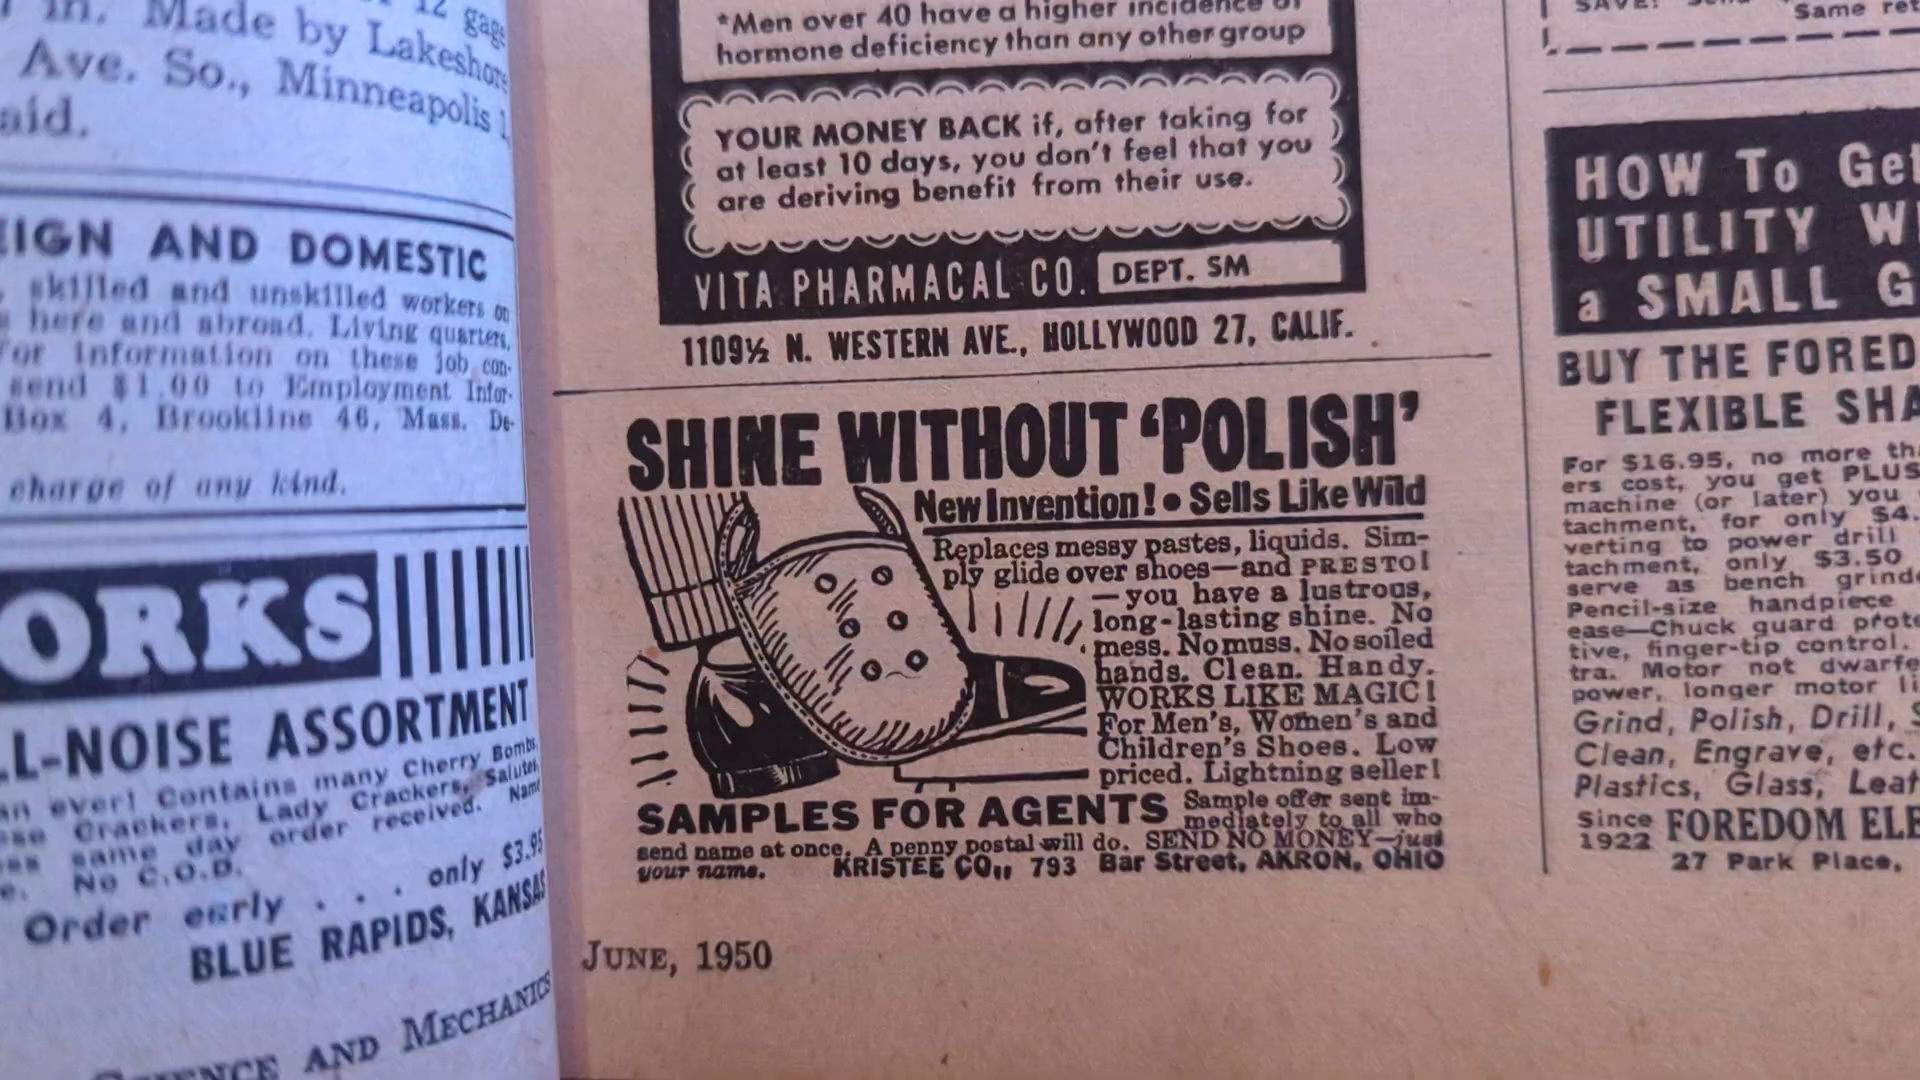 12 gage
in. Made by Lakeshore
Ave. So., Minneapolis
aid.
EIGN AND DOMESTIC
skilled and unskilled workers on
here and abroad. Living quarters,
for information on these job con-
send $1.00 to Employment Infor-
Box 4, Brookline 46, Mass. De-
charge of any kind.
ORKS
LL-NOISE ASSORTMENT
an ever! Contains many Cherry Bombs,
ese Crackers, Lady Crackers, Salutes,
ess same day order received. Name
e. No C.O.D.
only $3.95
Order early . . .
BLUE RAPIDS, KANSAS
SCIENCE AND MECHANICS
*Men over 40 have a higher incidence of
hormone deficiency than any other group
YOUR MONEY BACK if, after taking for
at least 10 days, you don't feel that you
are deriving benefit from their use.
VITA PHARMACAL CO. DEPT. SM
1109½ N. WESTERN AVE., HOLLYWOOD 27, CALIF.
SHINE WITHOUT 'POLISH'
New Invention! • Sells Like Wild
Replaces messy pastes, liquids. Sim-
ply glide over shoes—and PRESTO!
—you have a lustrous,
long-lasting shine. No
mess. No muss. No soiled
hands. Clean. Handy.
WORKS LIKE MAGIC!
For Men's, Women's and
Children's Shoes. Low
priced. Lightning seller!
SAMPLES FOR AGENTS Sample offer sent im-
mediately to all who
send name at once. A penny postal will do. SEND NO MONEY—just
your name. KRISTEE CO., 793 Bar Street, AKRON, OHIO
JUNE, 1950
Same ret
HOW To Get
UTILITY W
a SMALL G
BUY THE FORED
FLEXIBLE SHA
For $16.95, no more th
ers cost, you get PLUS
machine (or later) you
tachment, for only $4.
verting to power drill
tachment, only $3.50
serve as bench grinde
Pencil-size handpiece
ease—Chuck guard prote
tive, finger-tip control.
tra. Motor not dwarfe
power, longer motor li
Grind, Polish, Drill, S
Clean, Engrave, etc.
Plastics, Glass, Leat
Since 1922 FOREDOM ELE
27 Park Place,